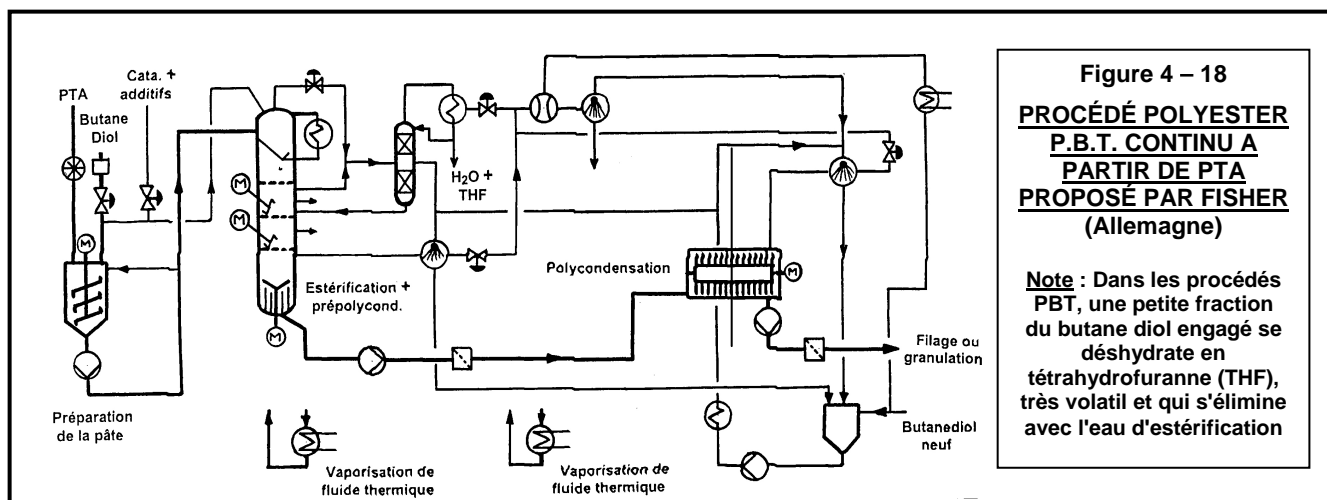 Cata. +
additifs
PTA
Butane
Diol
M
Préparation
de la pâte
M
M
Estérification +
prépolycond.
M
H₂O +
THF
Polycondensation
M
Filage ou
granulation
Butanediol
neuf
Vaporisation de
fluide thermique
Vaporisation de
fluide thermique
Figure 4 – 18
PROCÉDÉ POLYESTER
P.B.T. CONTINU A
PARTIR DE PTA
PROPOSÉ PAR FISHER
(Allemagne)
Note : Dans les procédés
PBT, une petite fraction
du butane diol engagé se
déshydrate en
tétrahydrofuranne (THF),
très volatil et qui s'élimine
avec l'eau d'estérification